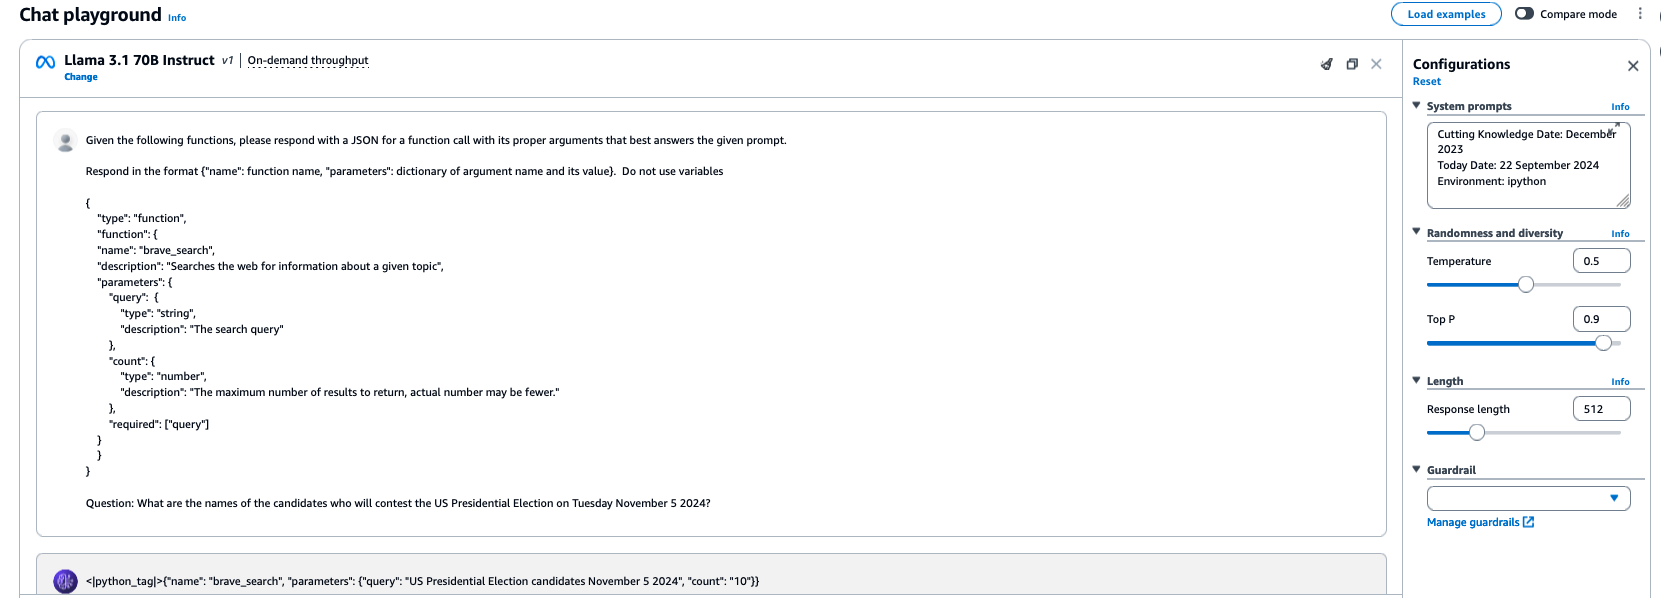 Chat playground Info
Load examples Compare mode
Llama 3.1 70B Instruct v1 | On-demand throughput
Change
Given the following functions, please respond with a JSON for a function call with its proper arguments that best answers the given prompt.
Respond in the format {"name": function name, "parameters": dictionary of argument name and its value}.  Do not use variables
{
"type": "function",
"function": {
"name": "brave_search",
"description": "Searches the web for information about a given topic",
"parameters": {
"query":  {
"type": "string",
"description": "The search query"
},
"count": {
"type": "number",
"description": "The maximum number of results to return, actual number may be fewer."
},
"required": ["query"]
}
}
}
Question: What are the names of the candidates who will contest the US Presidential Election on Tuesday November 5 2024?
<|python_tag|>{"name": "brave_search", "parameters": {"query": "US Presidential Election candidates November 5 2024", "count": "10"}}
Configurations
Reset
System prompts Info
Cutting Knowledge Date: December
2023
Today Date: 22 September 2024
Environment: ipython
Randomness and diversity Info
Temperature 0.5
Top P 0.9
Length Info
Response length 512
Guardrail
Manage guardrails